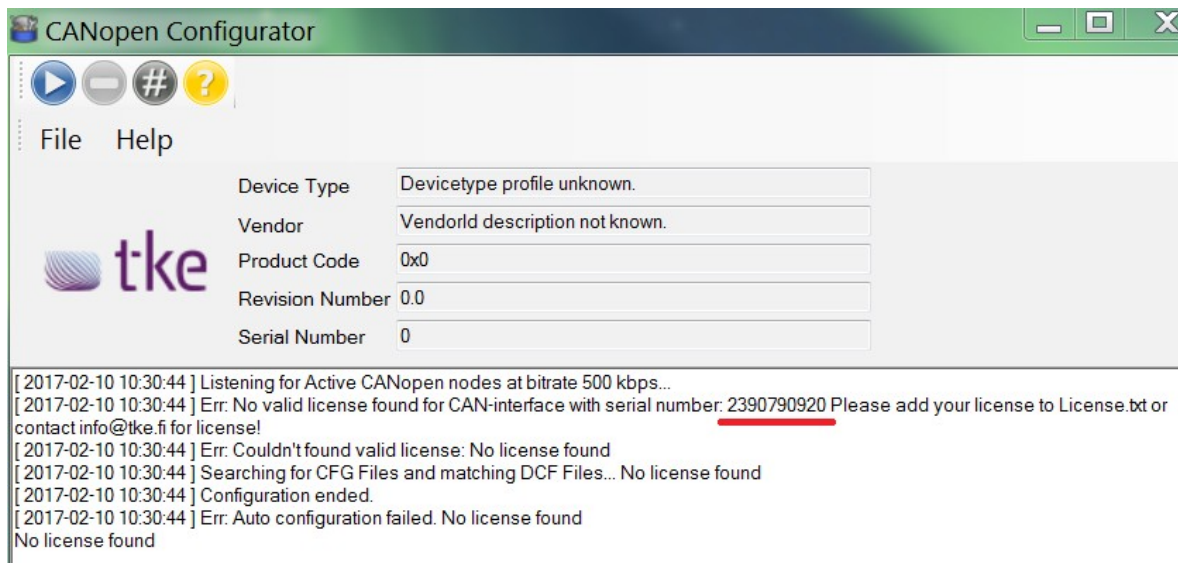 CANopen Configurator
File Help
tke
Device Type Devicetype profile unknown.
Vendor VendorId description not known.
Product Code 0x0
Revision Number 0.0
Serial Number 0
[ 2017-02-10 10:30:44 ] Listening for Active CANopen nodes at bitrate 500 kbps...
[ 2017-02-10 10:30:44 ] Err: No valid license found for CAN-interface with serial number: 2390790920 Please add your license to License.txt or
contact info@tke.fi for license!
[ 2017-02-10 10:30:44 ] Err: Couldn't found valid license: No license found
[ 2017-02-10 10:30:44 ] Searching for CFG Files and matching DCF Files... No license found
[ 2017-02-10 10:30:44 ] Configuration ended.
[ 2017-02-10 10:30:44 ] Err: Auto configuration failed. No license found
No license found